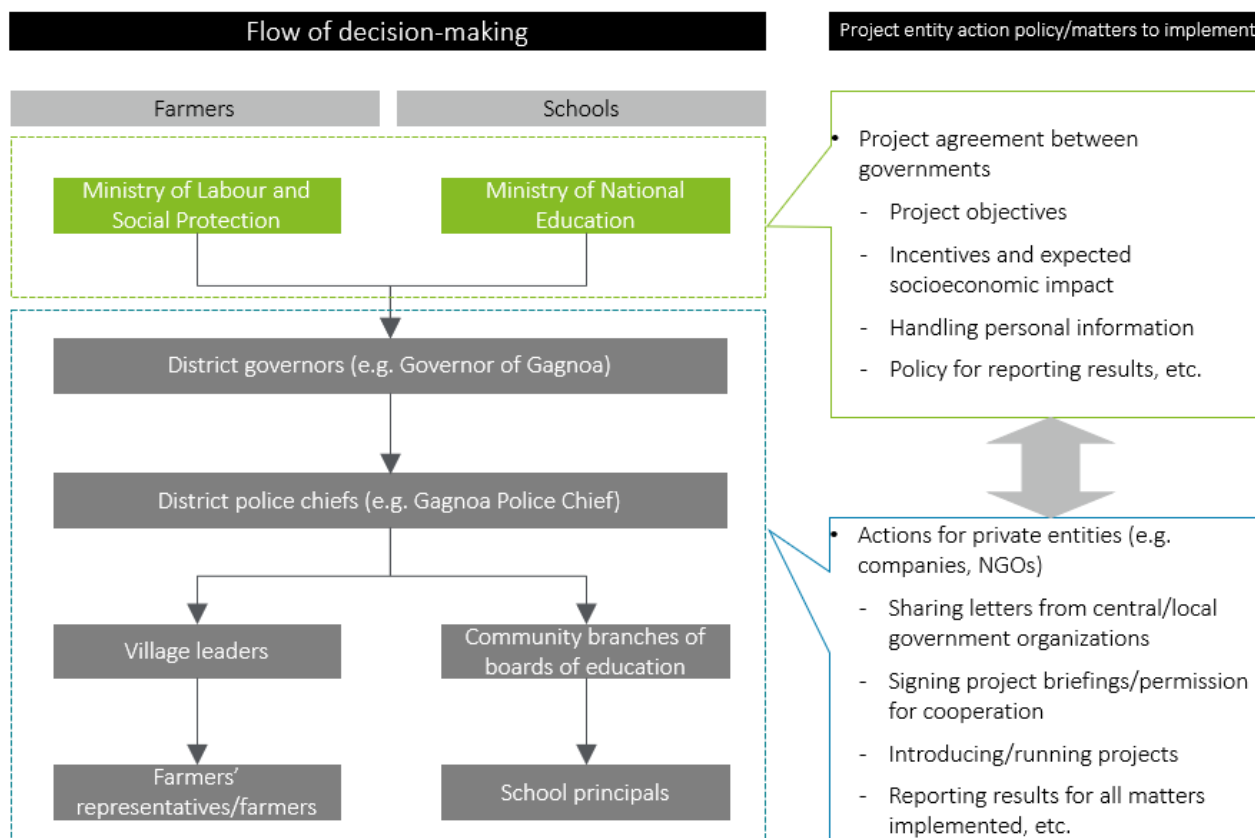 Flow of decision-making
Project entity action policy/matters to implement
Farmers
Schools
Ministry of Labour and
Social Protection
Ministry of National
Education
District governors (e.g. Governor of Gagnoa)
District police chiefs (e.g. Gagnoa Police Chief)
Village leaders
Community branches of
boards of education
Farmers’
representatives/farmers
School principals
• Project agreement between
governments
- Project objectives
- Incentives and expected
socioeconomic impact
- Handling personal information
- Policy for reporting results, etc.
• Actions for private entities (e.g.
companies, NGOs)
- Sharing letters from central/local
government organizations
- Signing project briefings/permission
for cooperation
- Introducing/running projects
- Reporting results for all matters
implemented, etc.